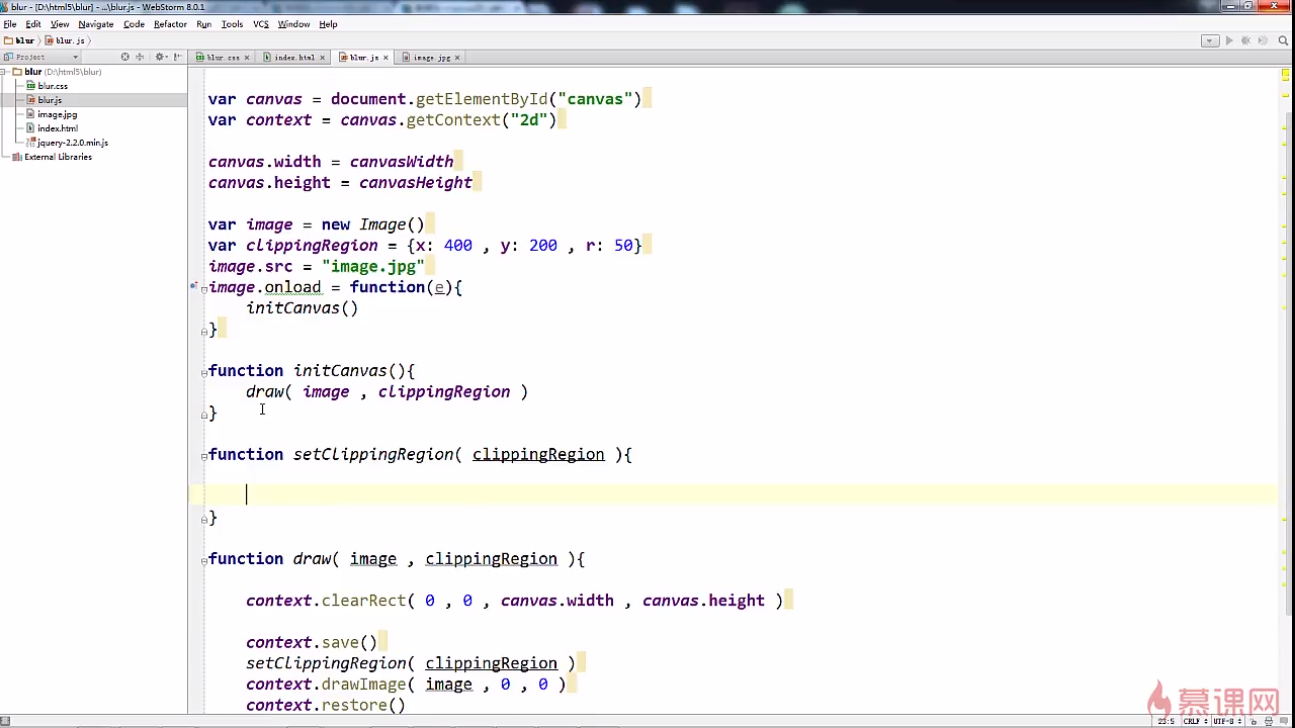 blur - [D:\html5\blur] - ...\blur.js - WebStorm 8.0.1
File Edit View Navigate Code Refactor Run Tools VCS Window Help
blur blur.js
Project blur.css index.html blur.js image.jpg
blur (D:\html5\blur)
blur.css
blur.js
image.jpg
index.html
jquery-2.2.0.min.js
External Libraries
var canvas = document.getElementById("canvas")
var context = canvas.getContext("2d")
canvas.width = canvasWidth
canvas.height = canvasHeight
var image = new Image()
var clippingRegion = {x: 400 , y: 200 , r: 50}
image.src = "image.jpg"
image.onload = function(e){
initCanvas()
}
function initCanvas(){
draw( image , clippingRegion )
}
function setClippingRegion( clippingRegion ){
}
function draw( image , clippingRegion ){
context.clearRect( 0 , 0 , canvas.width , canvas.height )
context.save()
setClippingRegion( clippingRegion )
context.drawImage( image , 0 , 0 )
context.restore()
慕课网
23:5 CRLF UTF-8